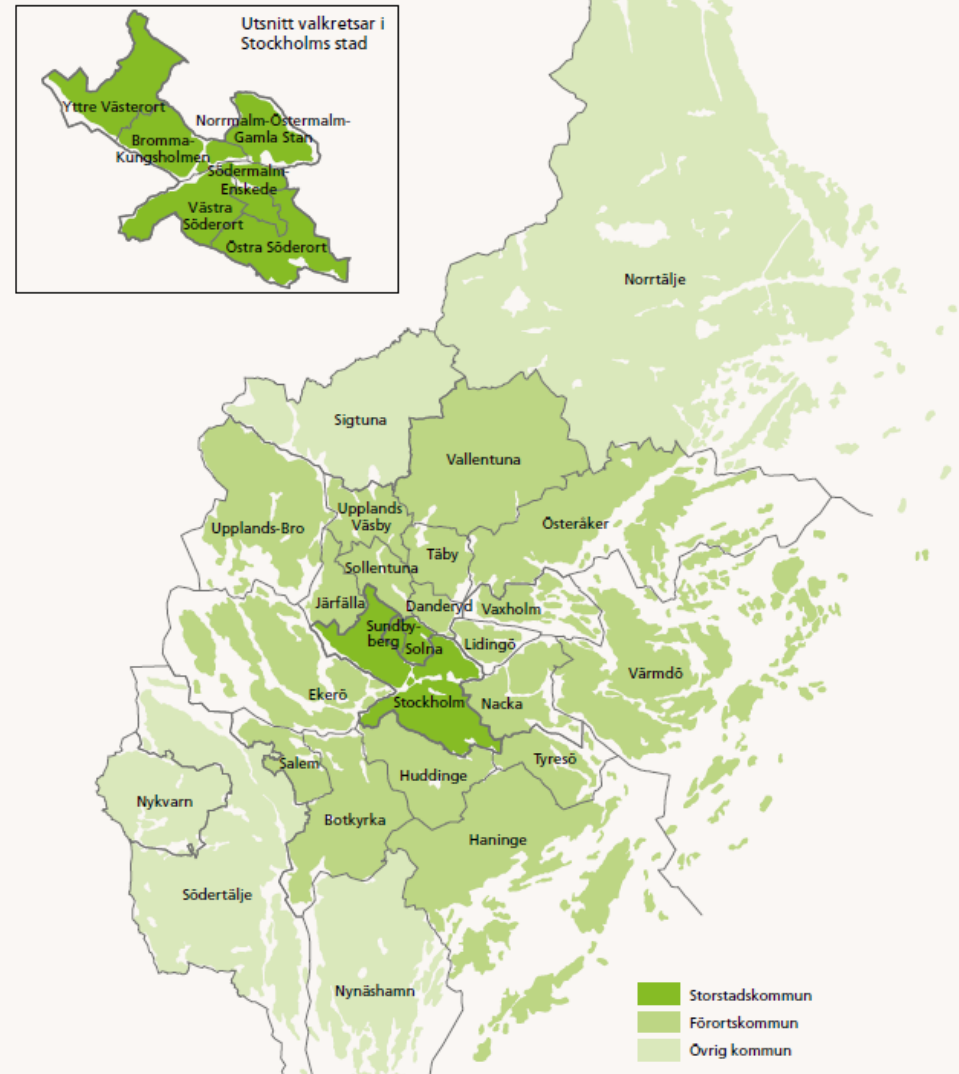 Utsnitt valkretsar i
Stockholms stad
Yttre Västerort
Norrmalm-Östermalm-
Gamla Stan
Bromma-
Kungsholmen
Södermalm-
Enskede
Västra
Söderort
Östra Söderort
Norrtälje
Sigtuna
Vallentuna
Upplands
Väsby
Upplands-Bro
Österåker
Täby
Sollentuna
Järfälla
Danderyd
Vaxholm
Sundby-
berg
Solna
Lidingö
Värmdö
Ekerö
Stockholm
Nacka
Salem
Tyresö
Huddinge
Nykvarn
Botkyrka
Haninge
Södertälje
Nynäshamn
Storstadskommun
Förortskommun
Övrig kommun